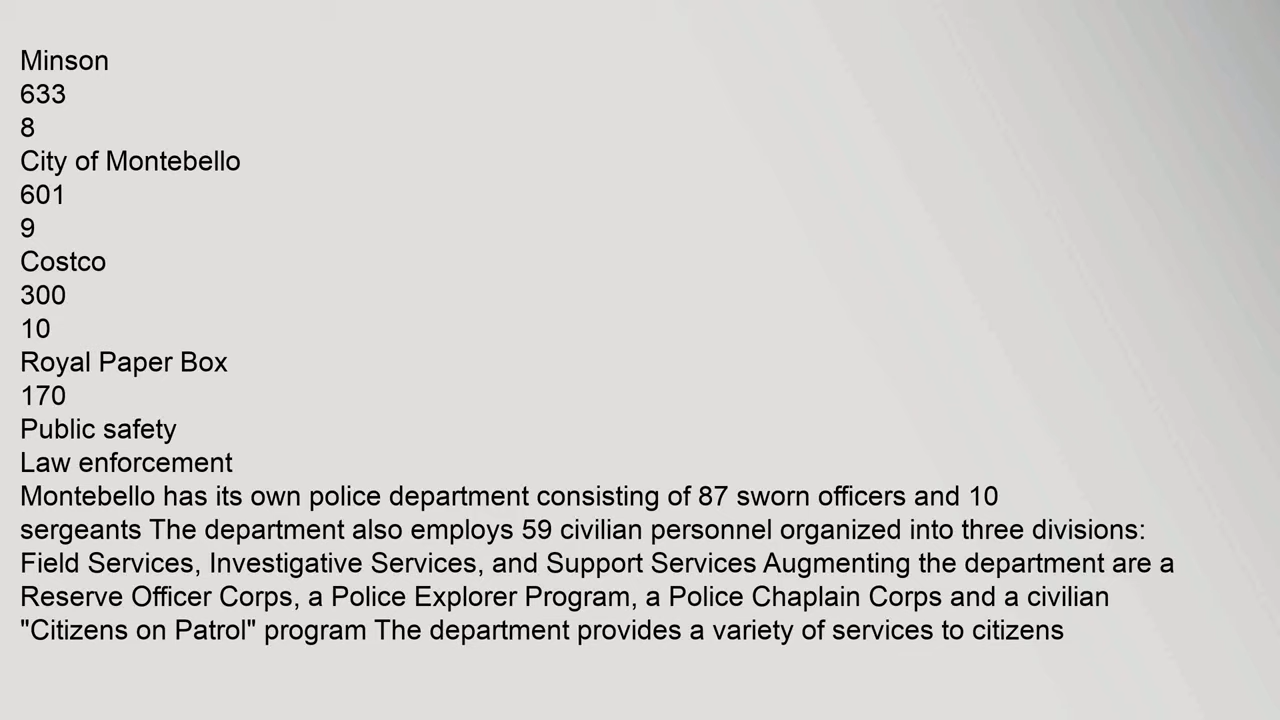 Minson
633
8
City of Montebello
601
9
Costco
300
10
Royal Paper Box
170
Public safety
Law enforcement
Montebello has its own police department consisting of 87 sworn officers and 10
sergeants The department also employs 59 civilian personnel organized into three divisions:
Field Services, Investigative Services, and Support Services Augmenting the department are a
Reserve Officer Corps, a Police Explorer Program, a Police Chaplain Corps and a civilian
"Citizens on Patrol" program The department provides a variety of services to citizens